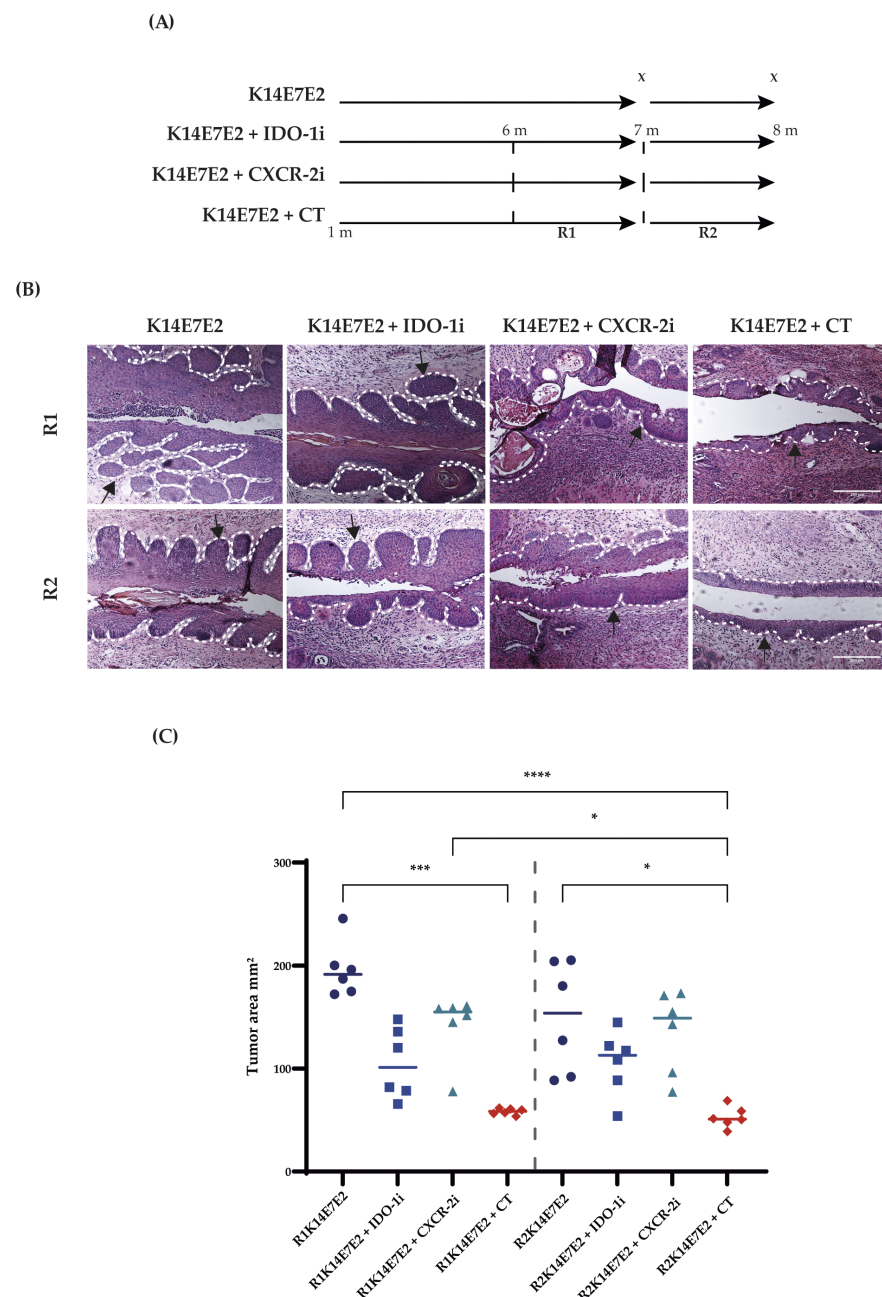 (A)
x x
K14E7E2
K14E7E2 + IDO-1i 6 m 7 m 8 m
K14E7E2 + CXCR-2i
K14E7E2 + CT
1 m R1 R2
(B)
K14E7E2 K14E7E2 + IDO-1i K14E7E2 + CXCR-2i K14E7E2 + CT
R1
R2
(C)
****
*
*** *
Tumor area mm²
300
200
100
0
R1K14E7E2
R1K14E7E2 + IDO-1i
R1K14E7E2 + CXCR-2i
R1K14E7E2 + CT
R2K14E7E2
R2K14E7E2 + IDO-1i
R2K14E7E2 + CXCR-2i
R2K14E7E2 + CT